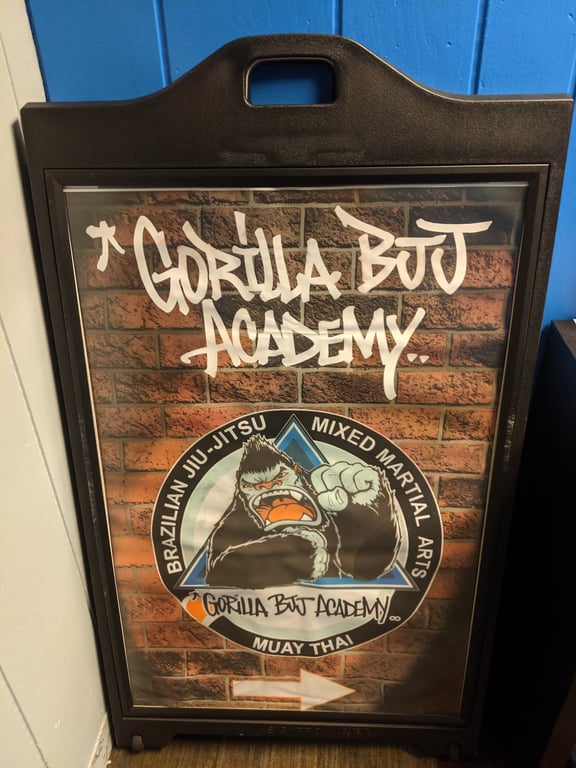 *GORILLA BJJ
ACADEMY..
BRAZILIAN JIU-JITSU
MIXED MARTIAL ARTS
*GORILLA BJJ ACADEMY
MUAY THAI